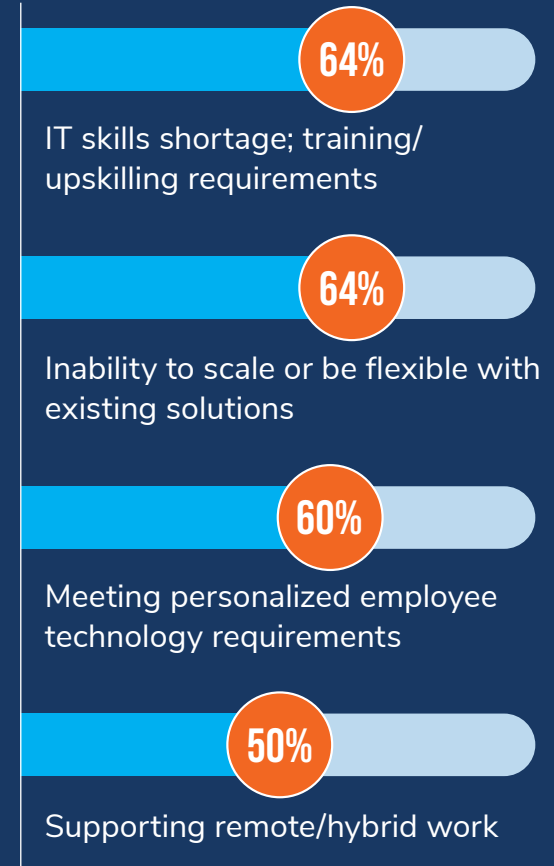 64%
IT skills shortage; training/
upskilling requirements
64%
Inability to scale or be flexible with
existing solutions
60%
Meeting personalized employee
technology requirements
50%
Supporting remote/hybrid work